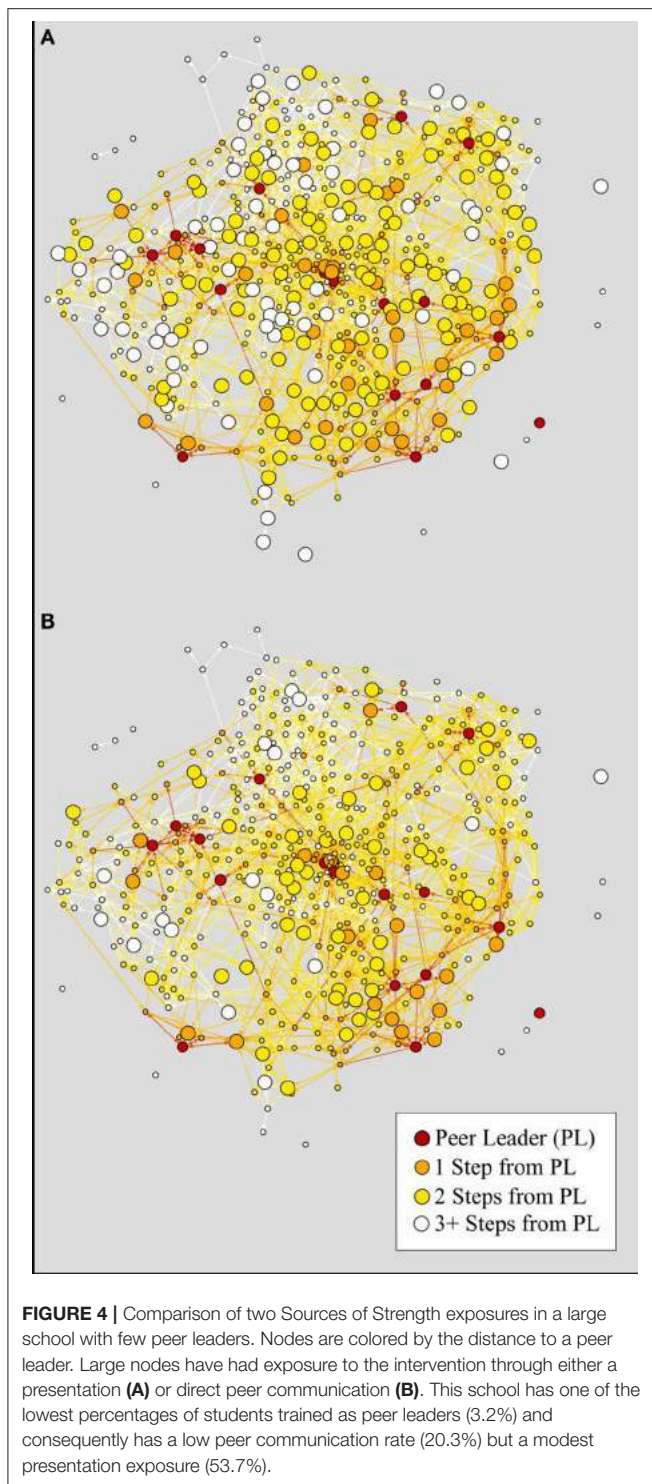 A
B
Peer Leader (PL)
1 Step from PL
2 Steps from PL
3+ Steps from PL
FIGURE 4 | Comparison of two Sources of Strength exposures in a large
school with few peer leaders. Nodes are colored by the distance to a peer
leader. Large nodes have had exposure to the intervention through either a
presentation (A) or direct peer communication (B). This school has one of the
lowest percentages of students trained as peer leaders (3.2%) and
consequently has a low peer communication rate (20.3%) but a modest
presentation exposure (53.7%).